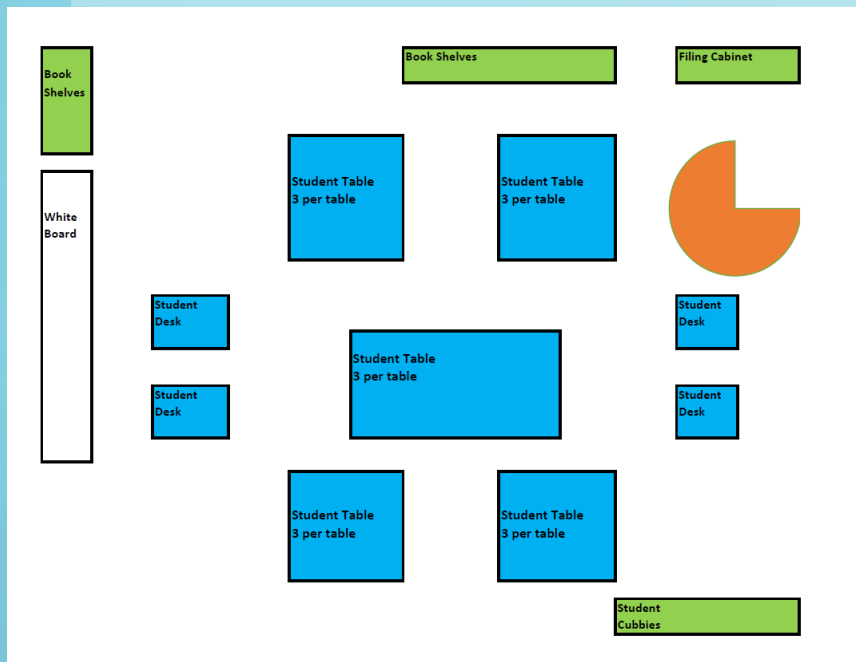 Book
Shelves
Book Shelves
Filing Cabinet
White
Board
Student Table
3 per table
Student Table
3 per table
Student
Desk
Student
Desk
Student Table
3 per table
Student
Desk
Student
Desk
Student Table
3 per table
Student Table
3 per table
Student
Cubbies